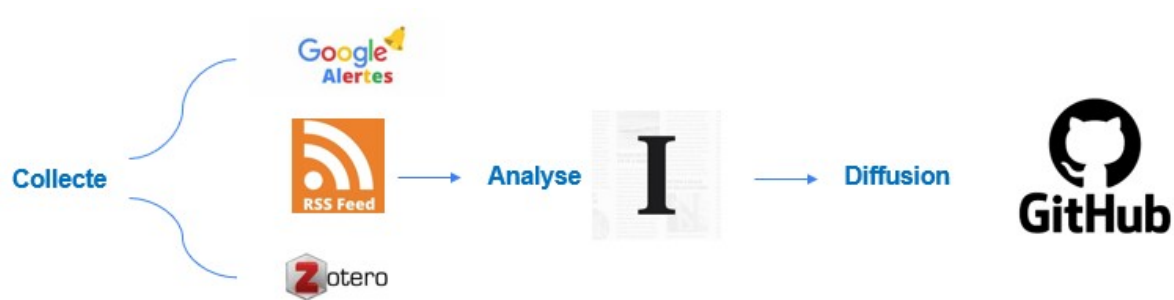 Google
Alertes
Collecte
RSS Feed
Analyse
I
Diffusion
GitHub
Zotero